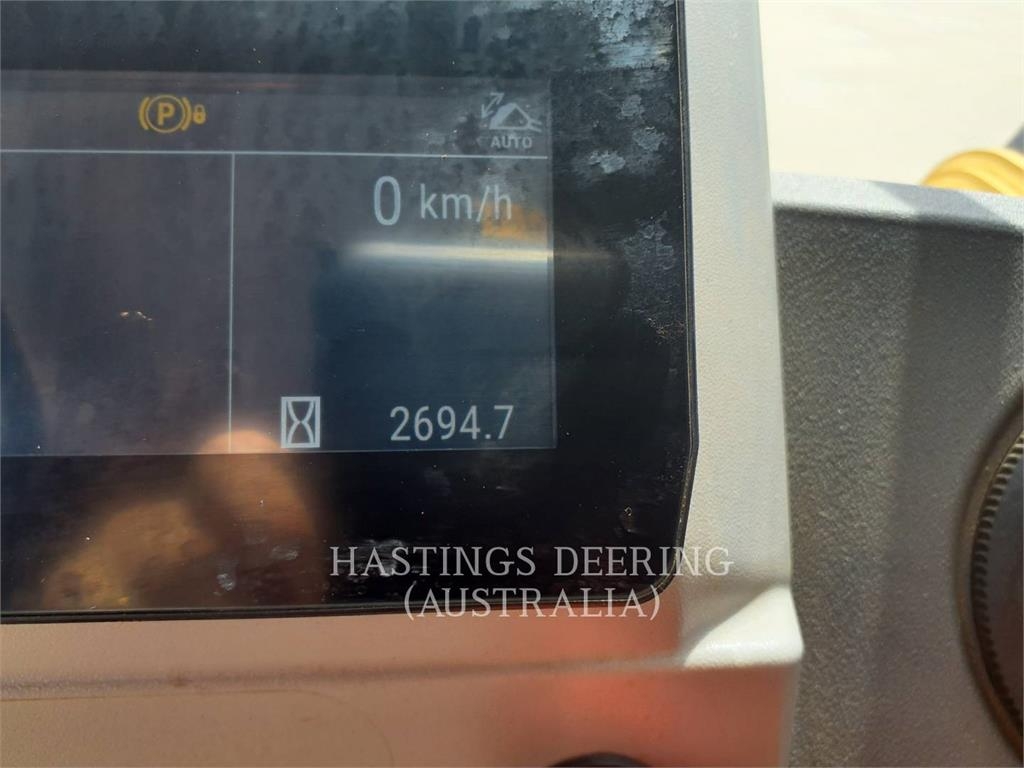 P
AUTO
0 km/h
2694.7
HASTINGS DEERING
(AUSTRALIA)